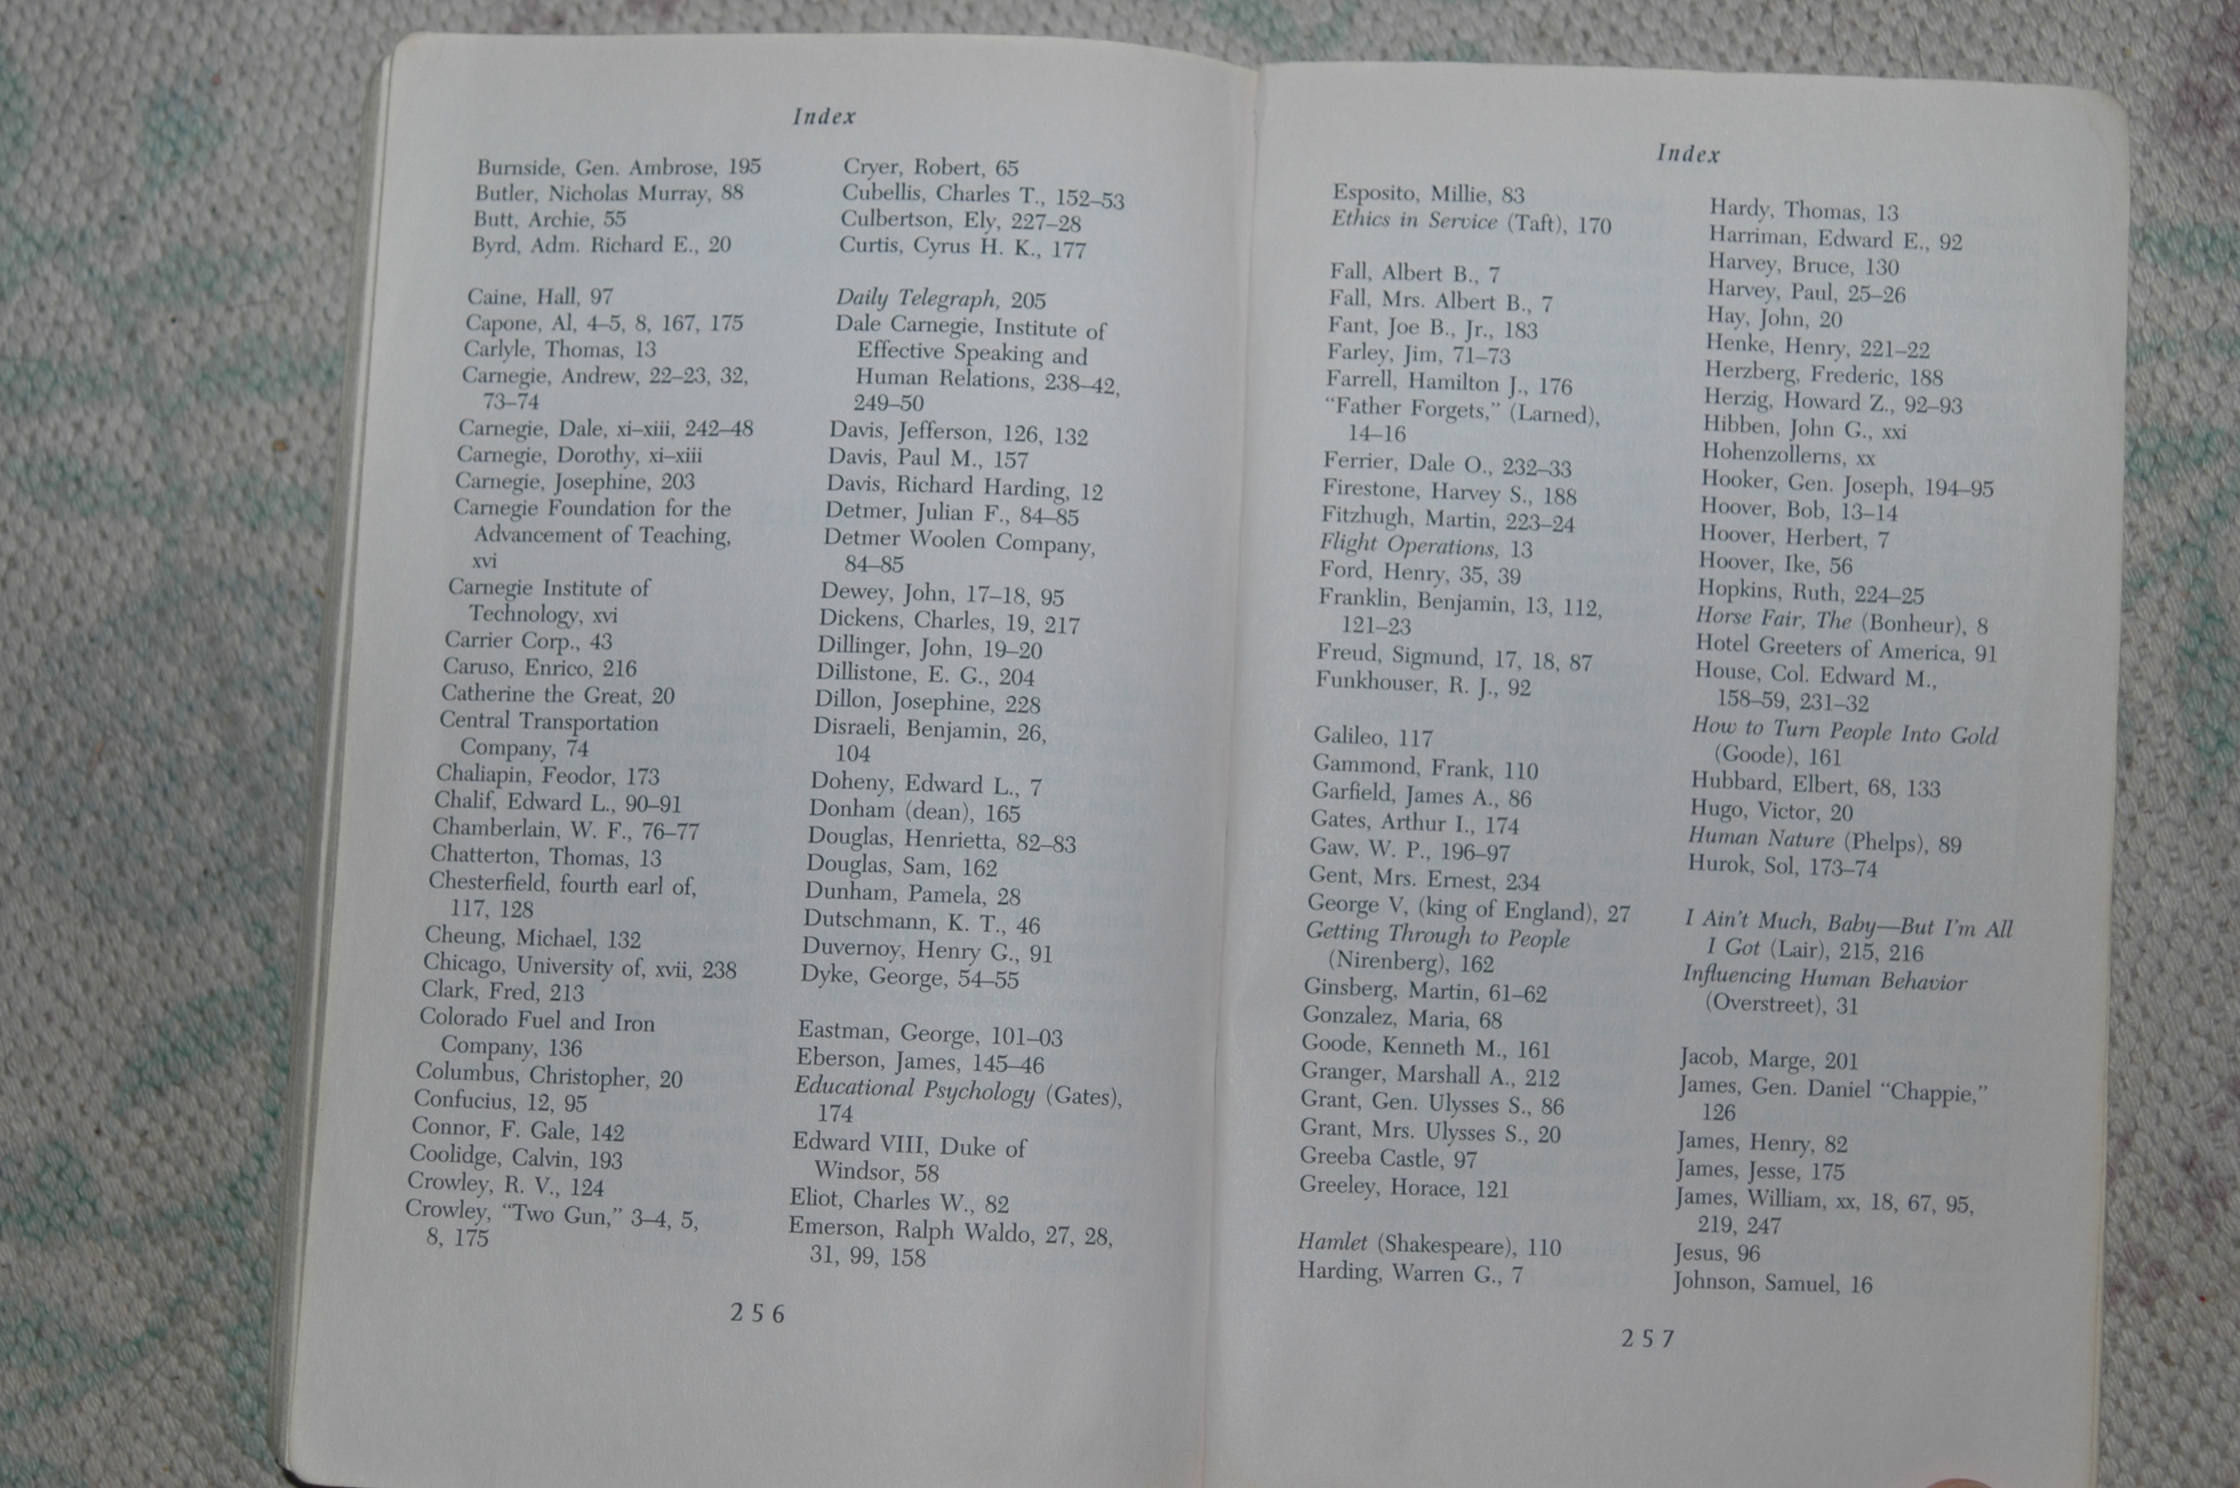 Index
Burnside, Gen. Ambrose, 195
Butler, Nicholas Murray, 88
Butt, Archie, 55
Byrd, Adm. Richard E., 20
Caine, Hall, 97
Capone, Al, 4–5, 8, 167, 175
Carlyle, Thomas, 13
Carnegie, Andrew, 22–23, 32,
73–74
Carnegie, Dale, xi–xiii, 242–48
Carnegie, Dorothy, xi–xiii
Carnegie, Josephine, 203
Carnegie Foundation for the
Advancement of Teaching,
xvi
Carnegie Institute of
Technology, xvi
Carrier Corp., 43
Caruso, Enrico, 216
Catherine the Great, 20
Central Transportation
Company, 74
Chaliapin, Feodor, 173
Chalif, Edward L., 90–91
Chamberlain, W. F., 76–77
Chatterton, Thomas, 13
Chesterfield, fourth earl of,
117, 128
Cheung, Michael, 132
Chicago, University of, xvii, 238
Clark, Fred, 213
Colorado Fuel and Iron
Company, 136
Columbus, Christopher, 20
Confucius, 12, 95
Connor, F. Gale, 142
Coolidge, Calvin, 193
Crowley, R. V., 124
Crowley, “Two Gun,” 3–4, 5,
8, 175
Cryer, Robert, 65
Cubellis, Charles T., 152–53
Culbertson, Ely, 227–28
Curtis, Cyrus H. K., 177
Daily Telegraph, 205
Dale Carnegie, Institute of
Effective Speaking and
Human Relations, 238–42,
249–50
Davis, Jefferson, 126, 132
Davis, Paul M., 157
Davis, Richard Harding, 12
Detmer, Julian F., 84–85
Detmer Woolen Company,
84–85
Dewey, John, 17–18, 95
Dickens, Charles, 19, 217
Dillinger, John, 19–20
Dillistone, E. G., 204
Dillon, Josephine, 228
Disraeli, Benjamin, 26,
104
Doheny, Edward L., 7
Donham (dean), 165
Douglas, Henrietta, 82–83
Douglas, Sam, 162
Dunham, Pamela, 28
Dutschmann, K. T., 46
Duvernoy, Henry G., 91
Dyke, George, 54–55
Eastman, George, 101–03
Eberson, James, 145–46
Educational Psychology (Gates),
174
Edward VIII, Duke of
Windsor, 58
Eliot, Charles W., 82
Emerson, Ralph Waldo, 27, 28,
31, 99, 158
256
Index
Esposito, Millie, 83
Ethics in Service (Taft), 170
Fall, Albert B., 7
Fall, Mrs. Albert B., 7
Fant, Joe B., Jr., 183
Farley, Jim, 71–73
Farrell, Hamilton J., 176
“Father Forgets,” (Larned),
14–16
Ferrier, Dale O., 232–33
Firestone, Harvey S., 188
Fitzhugh, Martin, 223–24
Flight Operations, 13
Ford, Henry, 35, 39
Franklin, Benjamin, 13, 112,
121–23
Freud, Sigmund, 17, 18, 87
Funkhouser, R. J., 92
Galileo, 117
Gammond, Frank, 110
Garfield, James A., 86
Gates, Arthur I., 174
Gaw, W. P., 196–97
Gent, Mrs. Ernest, 234
George V, (king of England), 27
Getting Through to People
(Nirenberg), 162
Ginsberg, Martin, 61–62
Gonzalez, Maria, 68
Goode, Kenneth M., 161
Granger, Marshall A., 212
Grant, Gen. Ulysses S., 86
Grant, Mrs. Ulysses S., 20
Greeba Castle, 97
Greeley, Horace, 121
Hamlet (Shakespeare), 110
Harding, Warren G., 7
Hardy, Thomas, 13
Harriman, Edward E., 92
Harvey, Bruce, 130
Harvey, Paul, 25–26
Hay, John, 20
Henke, Henry, 221–22
Herzberg, Frederic, 188
Herzig, Howard Z., 92–93
Hibben, John G., xxi
Hohenzollerns, xx
Hooker, Gen. Joseph, 194–95
Hoover, Bob, 13–14
Hoover, Herbert, 7
Hoover, Ike, 56
Hopkins, Ruth, 224–25
Horse Fair, The (Bonheur), 8
Hotel Greeters of America, 91
House, Col. Edward M.,
158–59, 231–32
How to Turn People Into Gold
(Goode), 161
Hubbard, Elbert, 68, 133
Hugo, Victor, 20
Human Nature (Phelps), 89
Hurok, Sol, 173–74
I Ain't Much, Baby—But I'm All
I Got (Lair), 215, 216
Influencing Human Behavior
(Overstreet), 31
Jacob, Marge, 201
James, Gen. Daniel “Chappie,”
126
James, Henry, 82
James, Jesse, 175
James, William, xx, 18, 67, 95,
219, 247
Jesus, 96
Johnson, Samuel, 16
257